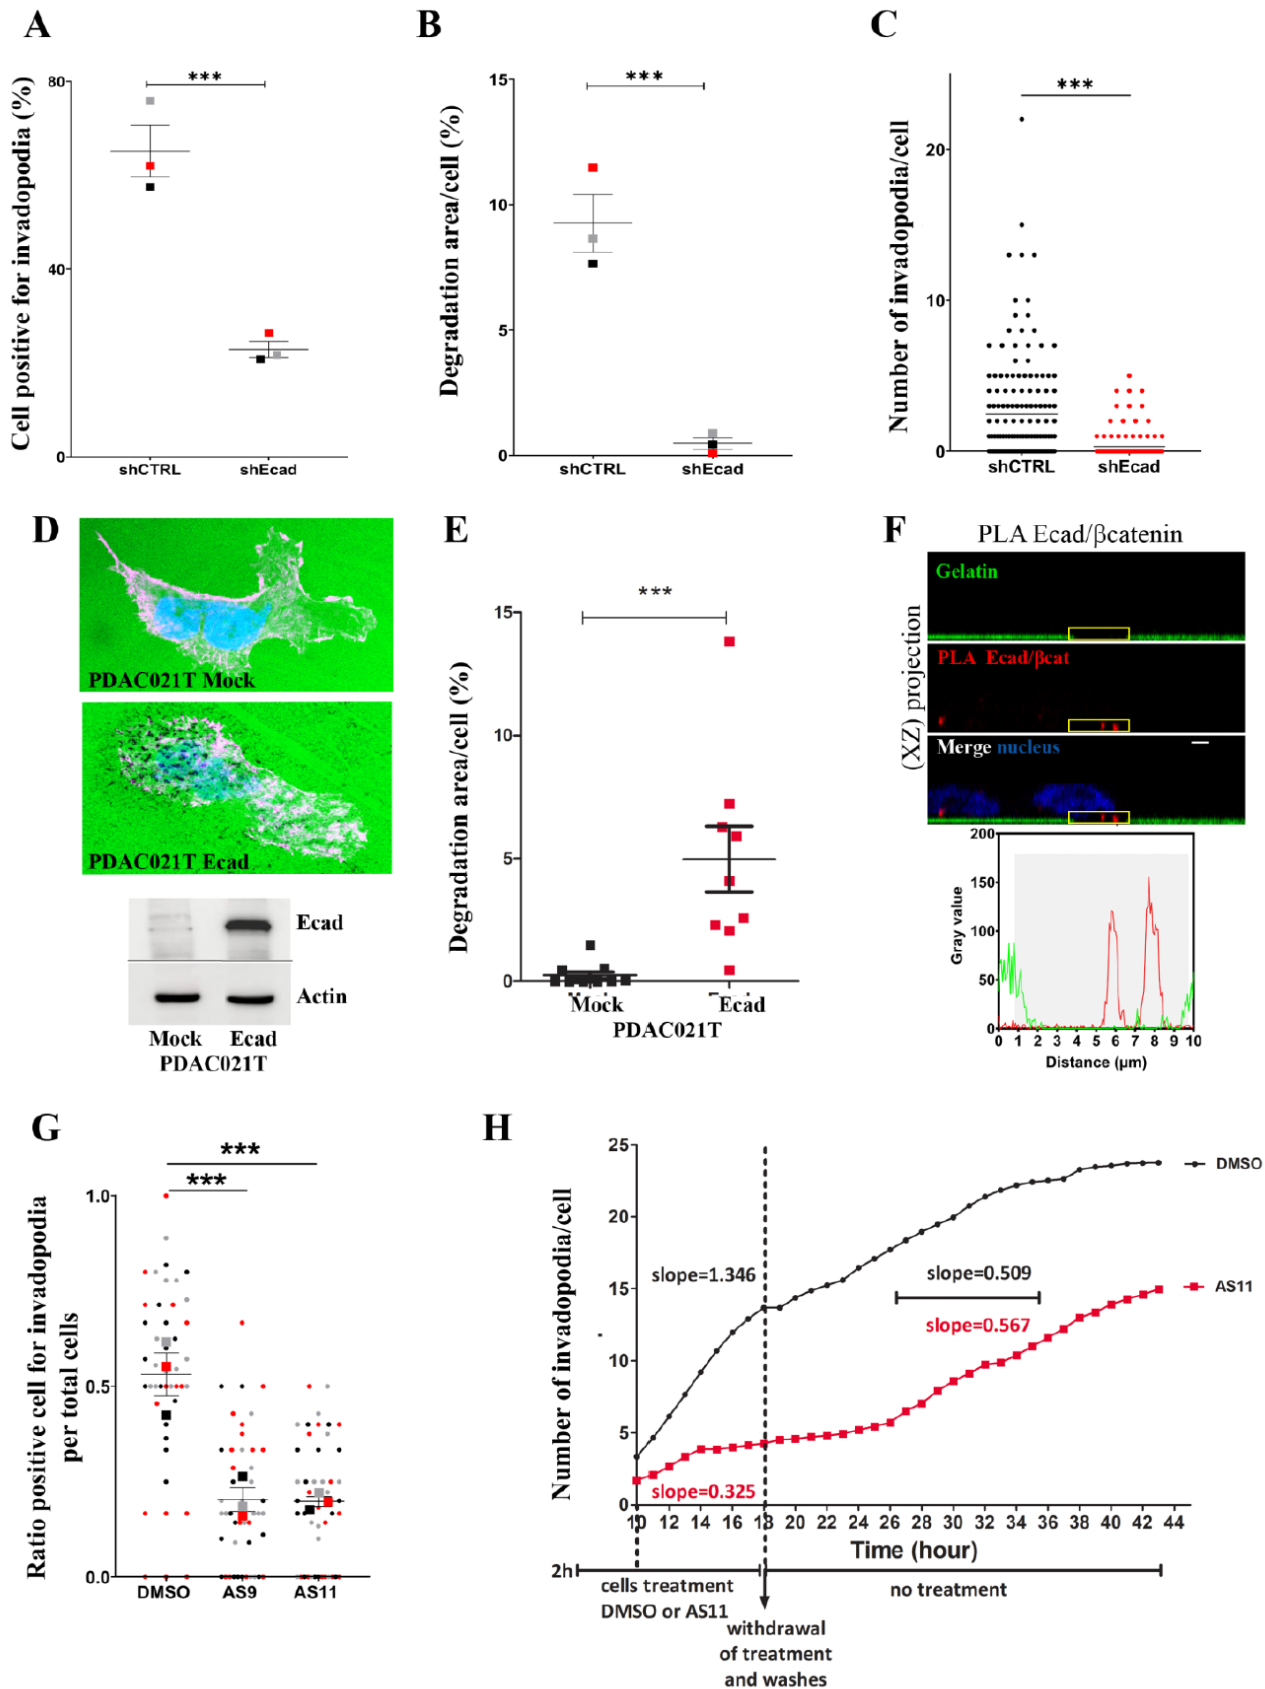 A
B
C
Cell positive for invadopodia (%)
80
40
0
***
shCTRL
shEcad
Degradation area/cell (%)
15
10
5
0
***
shCTRL
shEcad
Number of invadopodia/cell
20
10
0
***
shCTRL
shEcad
D
PDAC021T Mock
PDAC021T Ecad
Ecad
Actin
Mock Ecad
PDAC021T
E
Degradation area/cell (%)
15
10
5
0
***
Mock
Ecad
PDAC021T
F
PLA Ecad/βcatenin
(XZ) projection
Gelatin
PLA Ecad/βcat
Merge nucleus
Gray value
200
150
100
50
0
0 1 2 3 4 5 6 7 8 9 10
Distance (µm)
G
Ratio positive cell for invadopodia
per total cells
1.0
0.5
0.0
***
***
DMSO
AS9
AS11
H
Number of invadopodia/cell
25
20
15
10
5
0
DMSO
AS11
slope=1.346
slope=0.509
slope=0.567
slope=0.325
10 12 14 16 18 20 22 24 26 28 30 32 34 36 38 40 42 44
Time (hour)
2h
cells treatment
DMSO or AS11
no treatment
withdrawal
of treatment
and washes